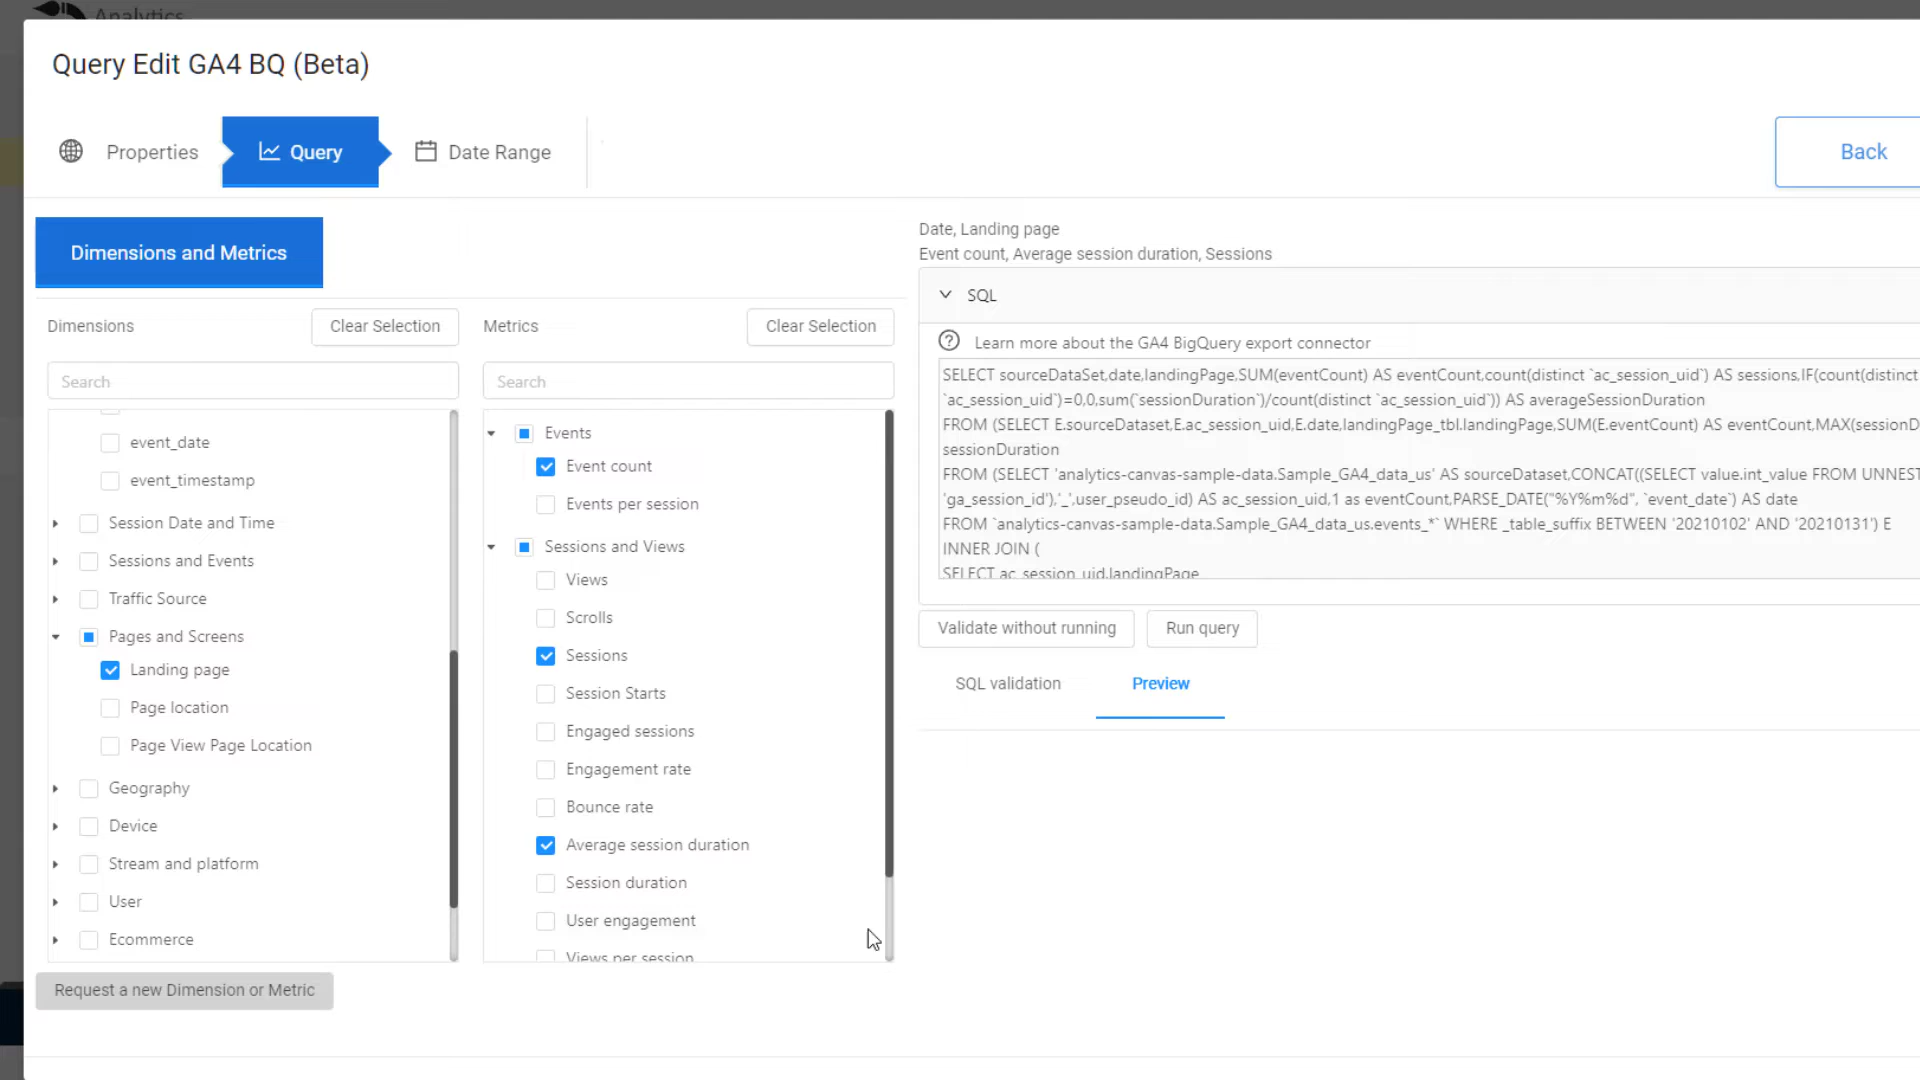 Analytics
Query Edit GA4 BQ (Beta)
Properties
Query
Date Range
Back
Dimensions and Metrics
Dimensions
Clear Selection
Search
event_date
event_timestamp
Session Date and Time
Sessions and Events
Traffic Source
Pages and Screens
Landing page
Page location
Page View Page Location
Geography
Device
Stream and platform
User
Ecommerce
Request a new Dimension or Metric
Metrics
Clear Selection
Search
Events
Event count
Events per session
Sessions and Views
Views
Scrolls
Sessions
Session Starts
Engaged sessions
Engagement rate
Bounce rate
Average session duration
Session duration
User engagement
Views per session
Date, Landing page
Event count, Average session duration, Sessions
SQL
Learn more about the GA4 BigQuery export connector
SELECT sourceDataSet,date,landingPage,SUM(eventCount) AS eventCount,count(distinct `ac_session_uid`) AS sessions,IF(count(distinct
`ac_session_uid`)=0,0,sum(`sessionDuration`)/count(distinct `ac_session_uid`)) AS averageSessionDuration
FROM (SELECT E.sourceDataset,E.ac_session_uid,E.date,landingPage_tbl.landingPage,SUM(E.eventCount) AS eventCount,MAX(sessionD
sessionDuration
FROM (SELECT 'analytics-canvas-sample-data.Sample_GA4_data_us' AS sourceDataset,CONCAT((SELECT value.int_value FROM UNNEST
'ga_session_id'),'_',user_pseudo_id) AS ac_session_uid,1 as eventCount,PARSE_DATE("%Y%m%d", `event_date`) AS date
FROM `analytics-canvas-sample-data.Sample_GA4_data_us.events_*` WHERE _table_suffix BETWEEN '20210102' AND '20210131') E
INNER JOIN (
SELECT ac_session_uid,landingPage
Validate without running
Run query
SQL validation
Preview